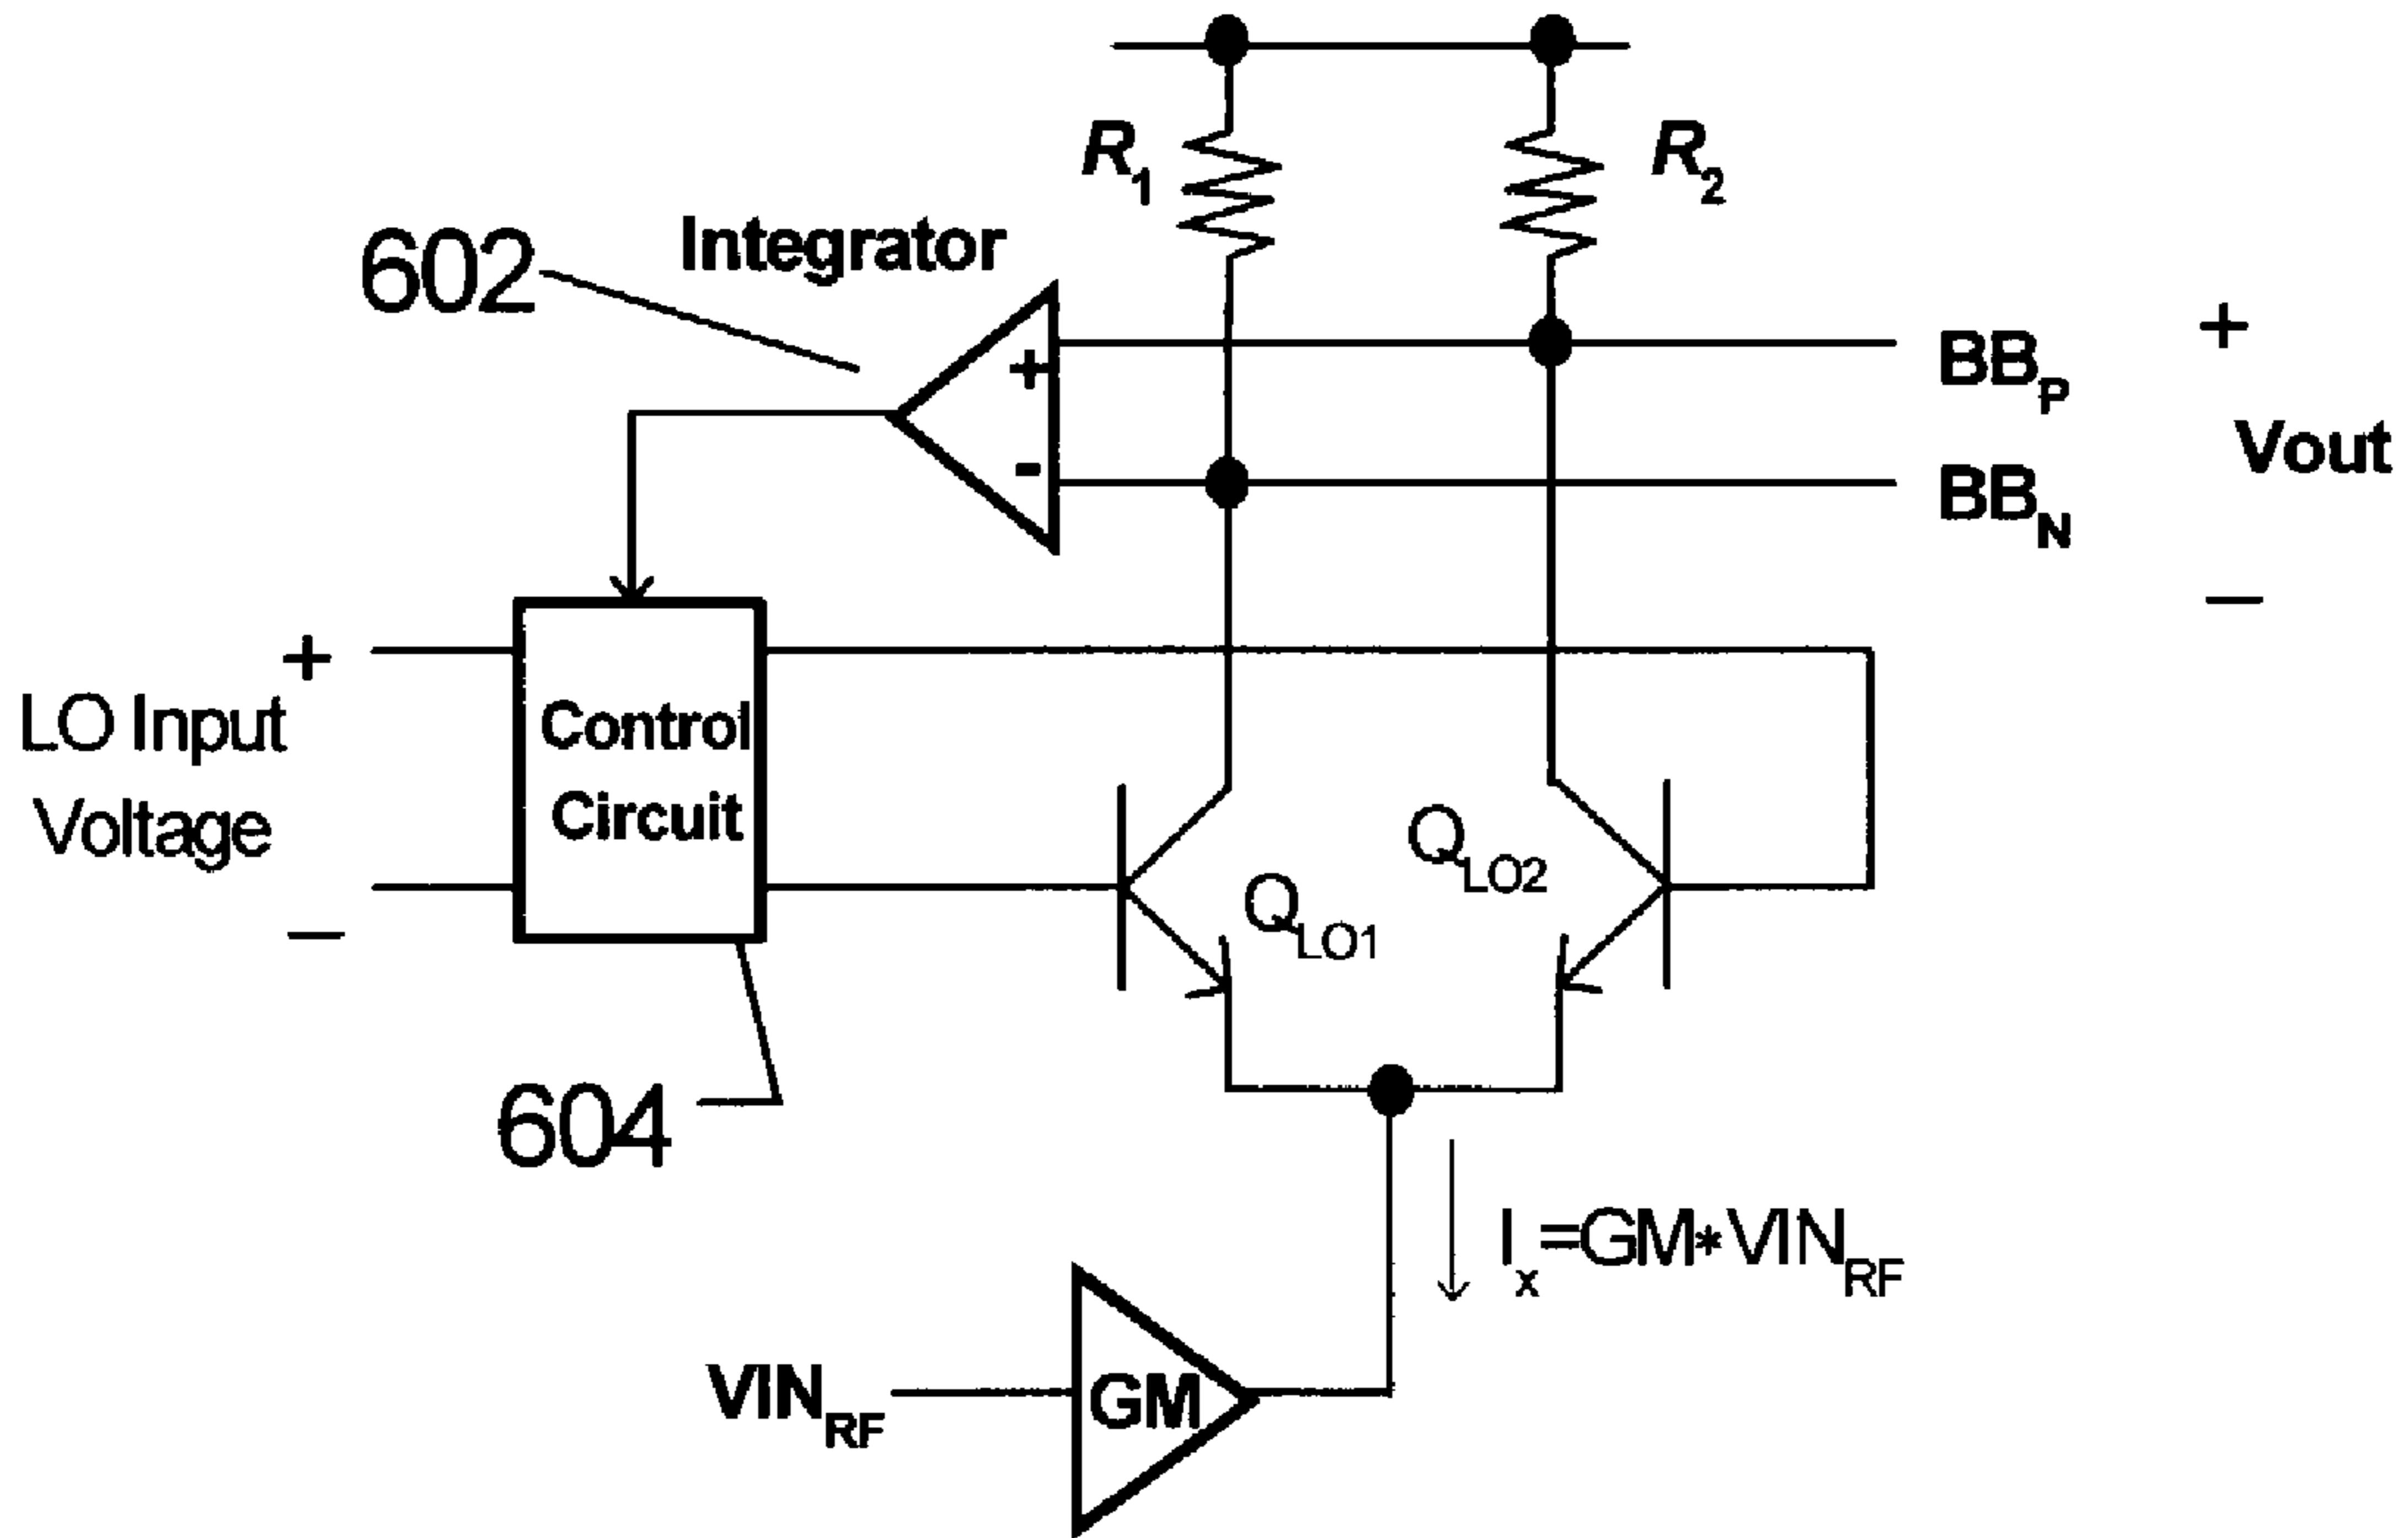 R1
R2
Integrator
602
+
-
BBP
+
Vout
BBN
–
+
LO Input
Voltage
–
Control
Circuit
QLO1
QLO2
604
Ix=GM*VINRF
VINRF
GM